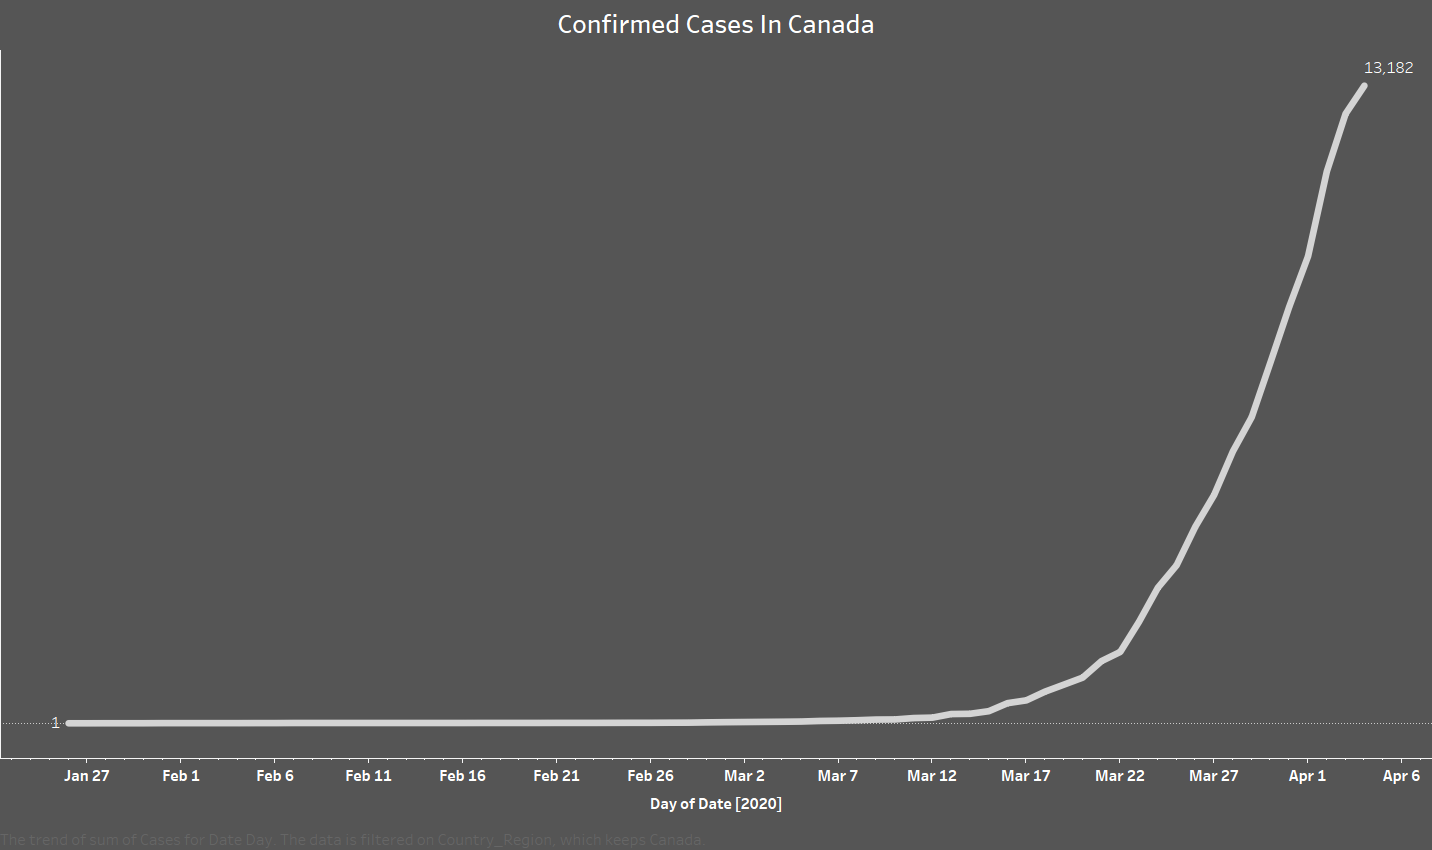 Confirmed Cases In Canada
13,182
1
Jan 27 Feb 1 Feb 6 Feb 11 Feb 16 Feb 21 Feb 26 Mar 2 Mar 7 Mar 12 Mar 17 Mar 22 Mar 27 Apr 1 Apr 6
Day of Date [2020]
The trend of sum of Cases for Date Day. The data is filtered on Country_Region, which keeps Canada.